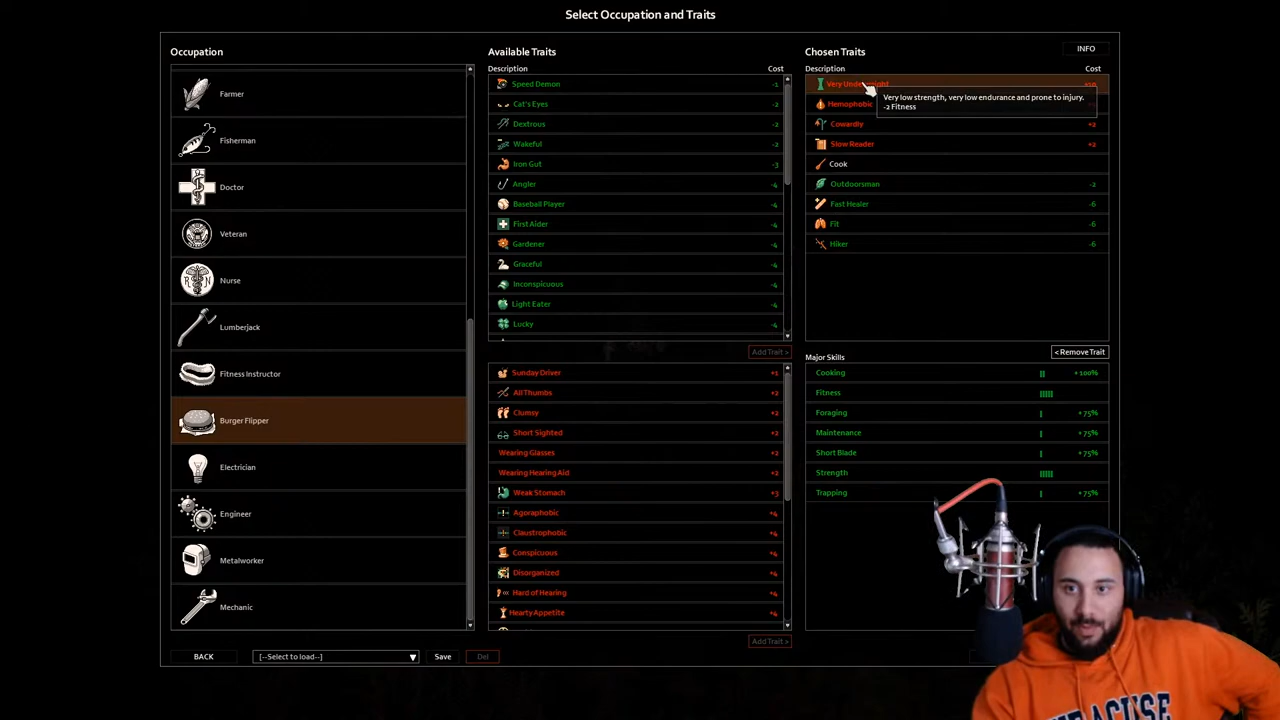 Select Occupation and Traits
Occupation
Farmer
Fisherman
Doctor
Veteran
Nurse
Lumberjack
Fitness Instructor
Burger Flipper
Electrician
Engineer
Metalworker
Mechanic
Available Traits
Description Cost
Speed Demon -1
Cat's Eyes -2
Dextrous -2
Wakeful -2
Iron Gut -3
Angler -4
Baseball Player -4
First Aider -4
Gardener -4
Graceful -4
Inconspicuous -4
Light Eater -4
Lucky -4
Add Trait >
Sunday Driver +1
All Thumbs +2
Clumsy +2
Short Sighted +2
Wearing Glasses +2
Wearing Hearing Aid +2
Weak Stomach +3
Agoraphobic +4
Claustrophobic +4
Conspicuous +4
Disorganized +4
Hard of Hearing +4
Hearty Appetite +4
Add Trait >
Chosen Traits
INFO
Description Cost
Very Underweight +10
Very low strength, very low endurance and prone to injury.
-2 Fitness
Hemophobic
Cowardly +2
Slow Reader +2
Cook
Outdoorsman -2
Fast Healer -6
Fit -6
Hiker -6
Major Skills
< Remove Trait
Cooking +100%
Fitness
Foraging +75%
Maintenance +75%
Short Blade +75%
Strength
Trapping +75%
BACK
[--Select to load--]
Save
Del